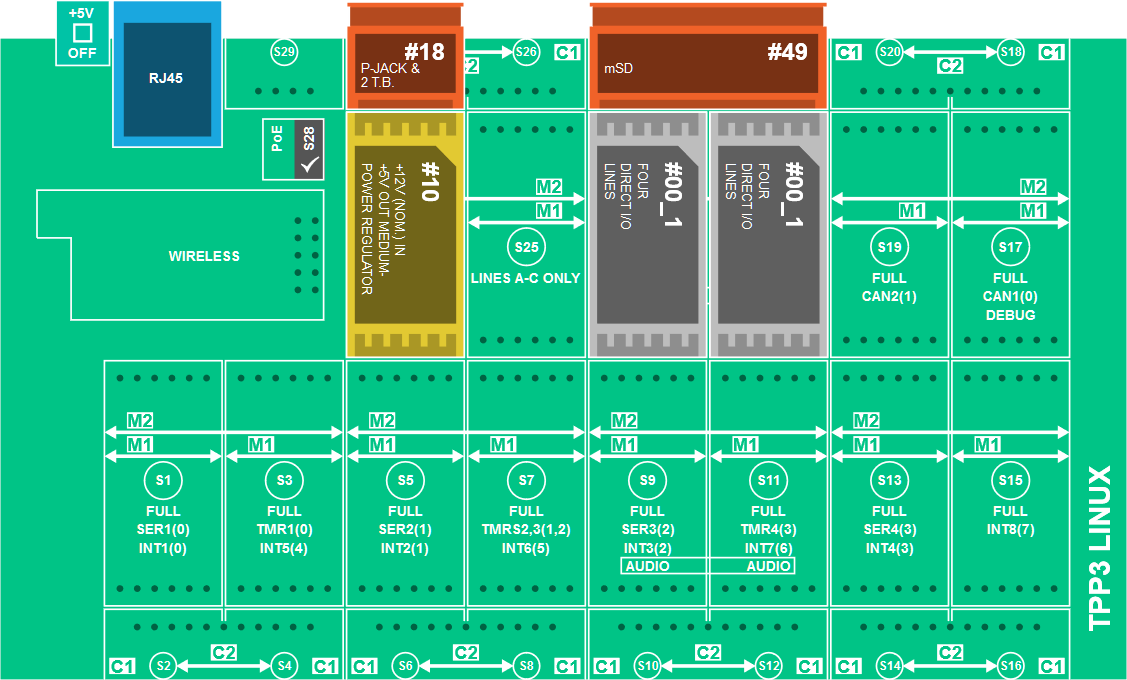 +5V
OFF
RJ45
S29
#18
P-JACK &
2 T.B.
C2
S26
C1
#49
mSD
C1
S20
C2
S18
C1
PoE
S28
WIRELESS
#10
+12V (NOM.) IN
+5V OUT MEDIUM-
POWER REGULATOR
M2
M1
S25
LINES A-C ONLY
#00_1
FOUR
DIRECT I/O
LINES
#00_1
FOUR
DIRECT I/O
LINES
M2
M1
M1
S19
FULL
CAN2(1)
S17
FULL
CAN1(0)
DEBUG
M2
M1
M1
S1
FULL
SER1(0)
INT1(0)
S3
FULL
TMR1(0)
INT5(4)
M2
M1
M1
S5
FULL
SER2(1)
INT2(1)
S7
FULL
TMRS2,3(1,2)
INT6(5)
M2
M1
M1
S9
FULL
SER3(2)
INT3(2)
AUDIO
S11
FULL
TMR4(3)
INT7(6)
AUDIO
M2
M1
M1
S13
FULL
SER4(3)
INT4(3)
S15
FULL
INT8(7)
TPP3 LINUX
C1
S2
C2
S4
C1
C1
S6
C2
S8
C1
C1
S10
C2
S12
C1
C1
S14
C2
S16
C1